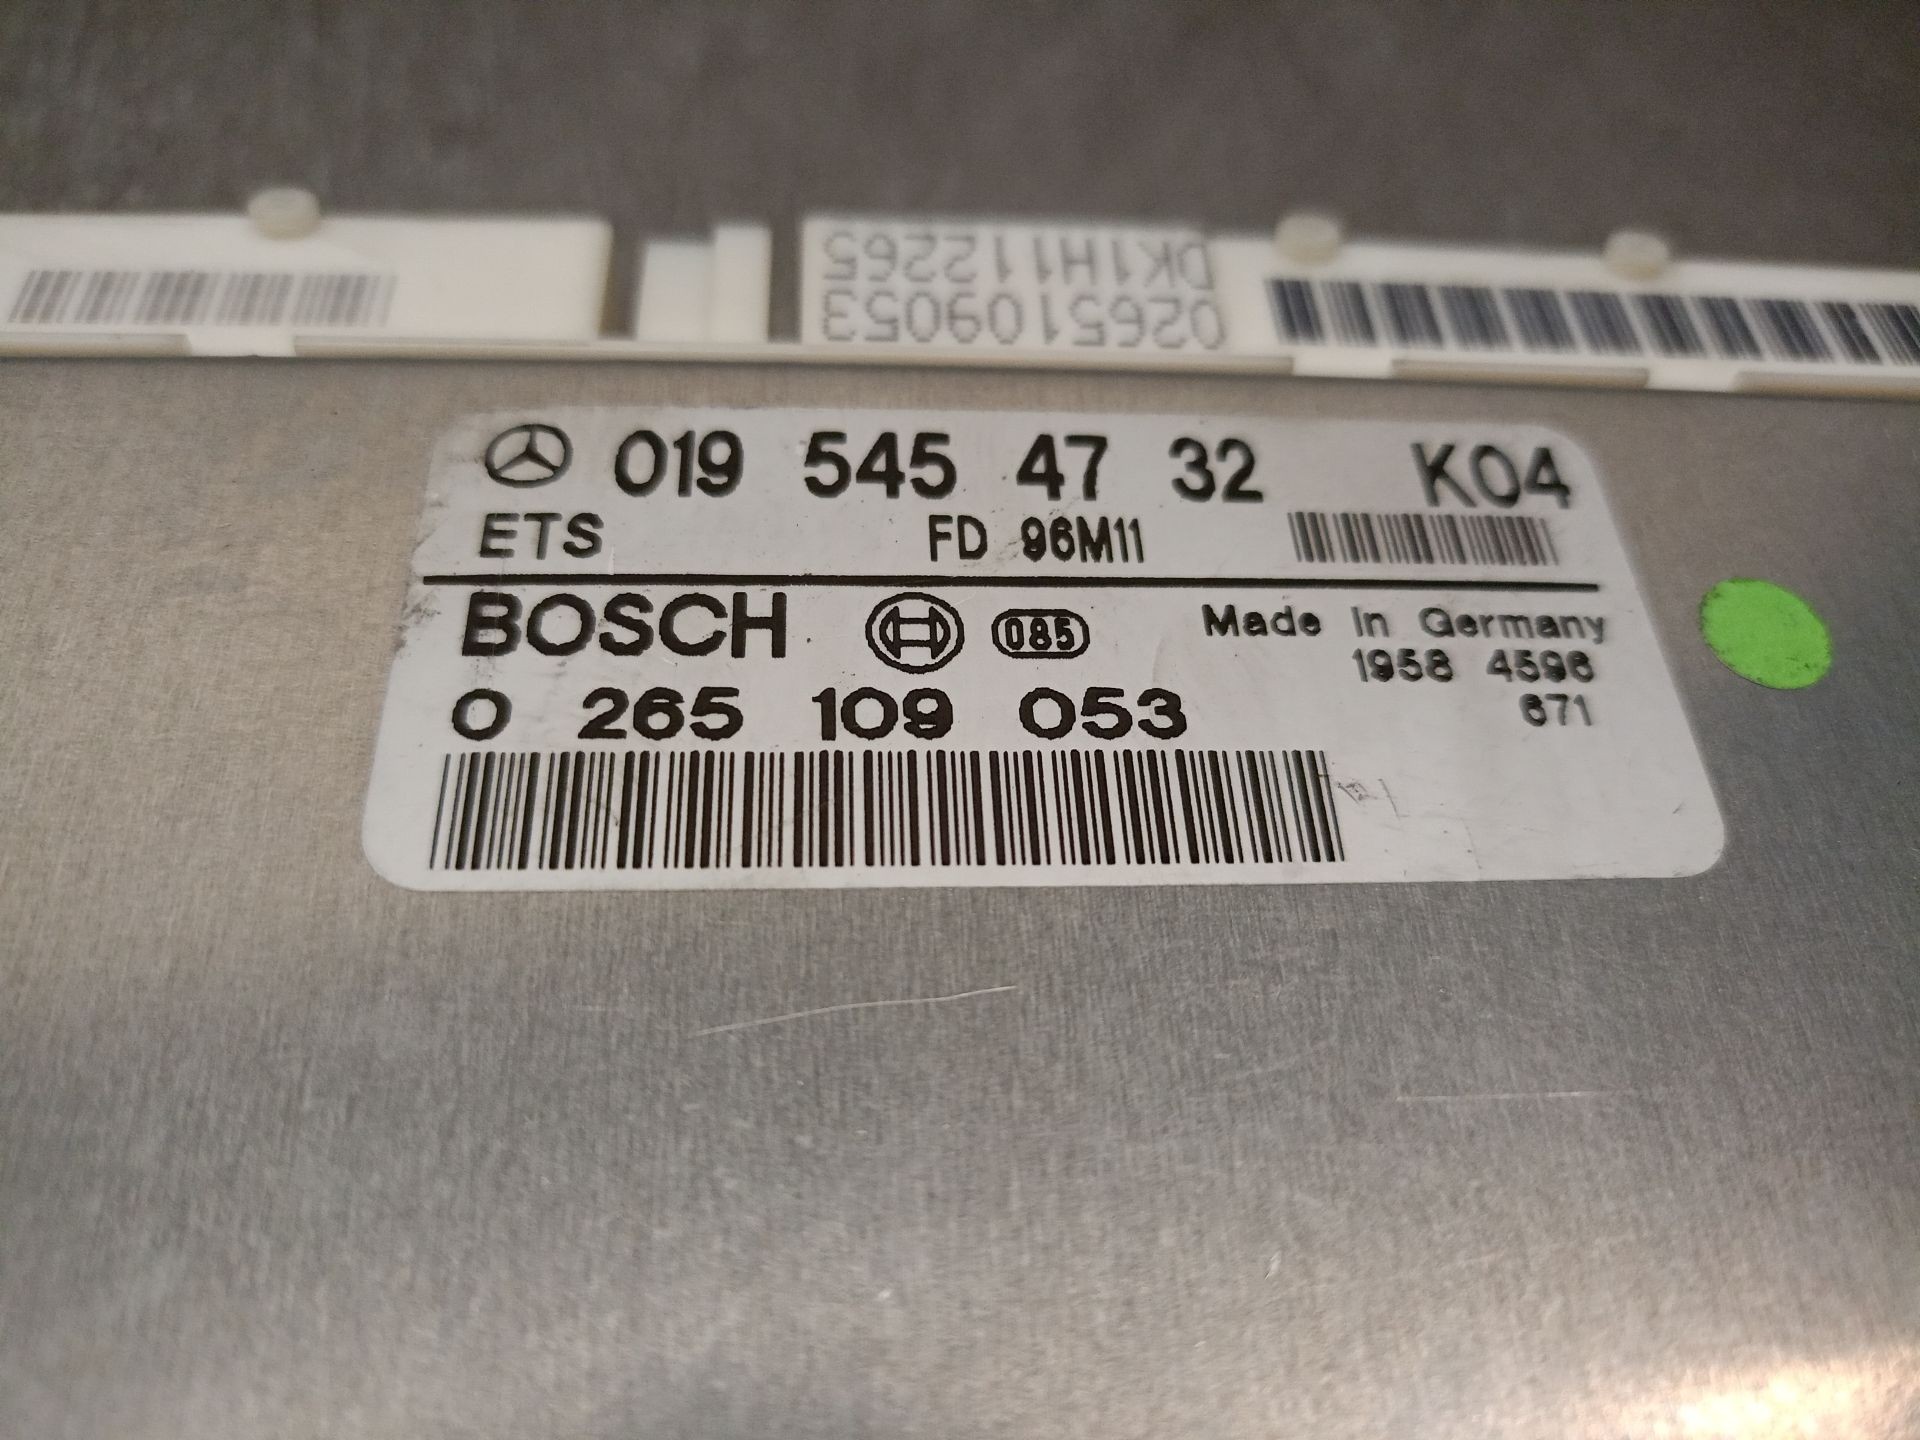 DK1H112265
0265109053
019 545 47 32 K04
ETS FD 96M11
BOSCH 085 Made In Germany
1958 4596
0 265 109 053 671